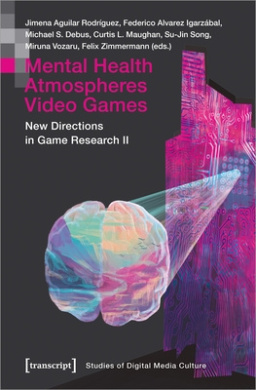 Jimena Aguilar Rodríguez, Federico Alvarez Igarzábal,
Michael S. Debus, Curtis L. Maughan, Su-Jin Song,
Miruna Vozaru, Felix Zimmermann (eds.)
Mental Health
Atmospheres
Video Games
New Directions
in Game Research II
[transcript] Studies of Digital Media Culture